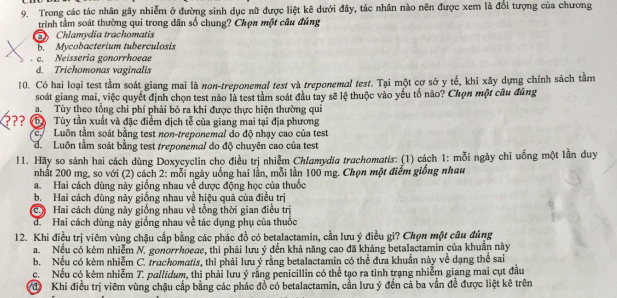 9. Trong các tác nhân gây nhiễm ở đường sinh dục nữ được liệt kê dưới đây, tác nhân nào nên được xem là đối tượng của chương
trình tầm soát thường qui trong dân số chung? Chọn một câu đúng
a. Chlamydia trachomatis
b. Mycobacterium tuberculosis
c. Neisseria gonorrhoeae
d. Trichomonas vaginalis
10. Có hai loại test tầm soát giang mai là non-treponemal test và treponemal test. Tại một cơ sở y tế, khi xây dựng chính sách tầm
soát giang mai, việc quyết định chọn test nào là test tầm soát đầu tay sẽ lệ thuộc vào yếu tố nào? Chọn một câu đúng
a. Tùy theo tổng chi phí phải bỏ ra khi được thực hiện thường qui
??? b. Tùy tần xuất và đặc điểm dịch tễ của giang mai tại địa phương
c. Luôn tầm soát bằng test non-treponemal do độ nhạy cao của test
d. Luôn tầm soát bằng test treponemal do độ chuyên cao của test
11. Hãy so sánh hai cách dùng Doxycyclin cho điều trị nhiễm Chlamydia trachomatis: (1) cách 1: mỗi ngày chỉ uống một lần duy
nhất 200 mg, so với (2) cách 2: mỗi ngày uống hai lần, mỗi lần 100 mg. Chọn một điểm giống nhau
a. Hai cách dùng này giống nhau về dược động học của thuốc
b. Hai cách dùng này giống nhau về hiệu quả của điều trị
c. Hai cách dùng này giống nhau về tổng thời gian điều trị
d. Hai cách dùng này giống nhau về tác dụng phụ của thuốc
12. Khi điều trị viêm vùng chậu cấp bằng các phác đồ có betalactamin, cần lưu ý điều gì? Chọn một câu đúng
a. Nếu có kèm nhiễm N. gonorrhoeae, thì phải lưu ý đến khả năng cao đã kháng betalactamin của khuẩn này
b. Nếu có kèm nhiễm C. trachomatis, thì phải lưu ý rằng betalactamin có thể đưa khuẩn này về dạng thể sai
c. Nếu có kèm nhiễm T. pallidum, thì phải lưu ý rằng penicillin có thể tạo ra tình trạng nhiễm giang mai cụt đầu
d. Khi điều trị viêm vùng chậu cấp bằng các phác đồ có betalactamin, cần lưu ý đến cả ba vấn đề được liệt kê trên